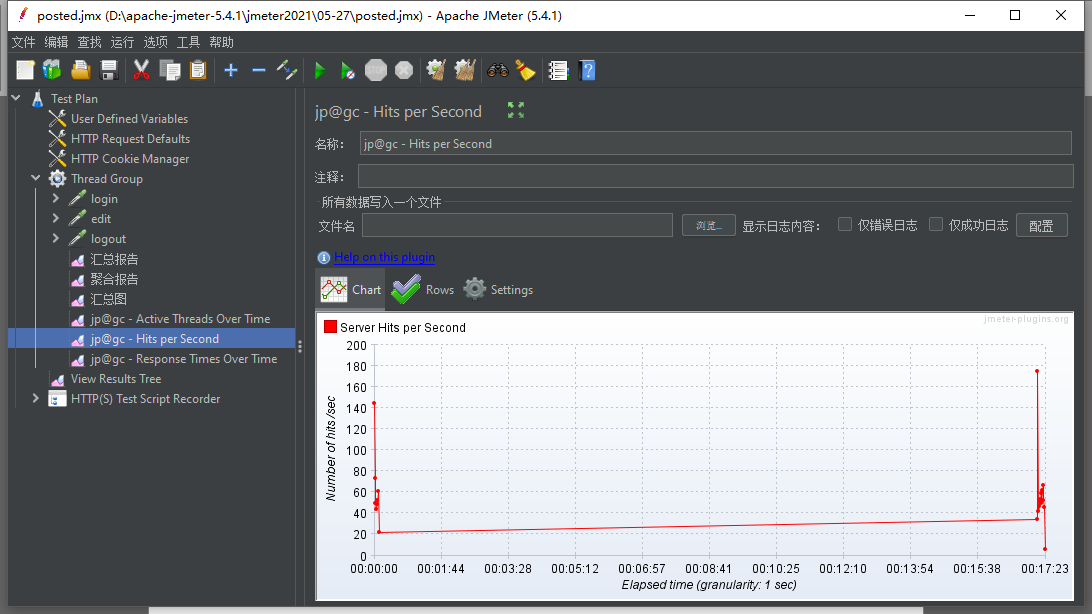 posted.jmx (D:\apache-jmeter-5.4.1\jmeter2021\05-27\posted.jmx) - Apache JMeter (5.4.1)
文件 编辑 查找 运行 选项 工具 帮助
STOP
Test Plan
User Defined Variables
HTTP Request Defaults
HTTP Cookie Manager
Thread Group
login
edit
logout
汇总报告
聚合报告
汇总图
jp@gc - Active Threads Over Time
jp@gc - Hits per Second
jp@gc - Response Times Over Time
View Results Tree
HTTP(S) Test Script Recorder
jp@gc - Hits per Second
名称: jp@gc - Hits per Second
注释:
所有数据写入一个文件
文件名 浏览... 显示日志内容: 仅错误日志 仅成功日志 配置
Help on this plugin
Chart Rows Settings
Server Hits per Second
jmeter-plugins.org
Number of hits /sec
200
180
160
140
120
100
80
60
40
20
0
00:00:00 00:01:44 00:03:28 00:05:12 00:06:57 00:08:41 00:10:25 00:12:10 00:13:54 00:15:38 00:17:23
Elapsed time (granularity: 1 sec)